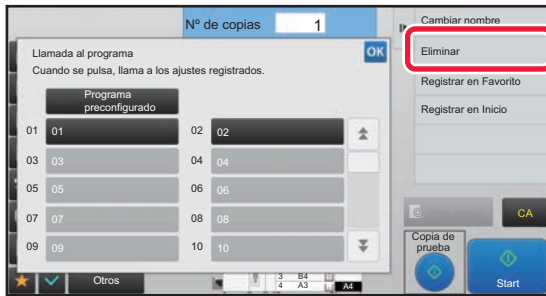 Nº de copias 1
Cambiar nombre
Llamada al programa OK
Eliminar
Cuando se pulsa, llama a los ajustes registrados.
Registrar en Favorito
Programa
preconfigurado
Registrar en Inicio
01 01 02 02
03 03 04 04
05 05 06 06
07 07 08 08
CA
09 09 10 10
Copia de
prueba
Otros
3 B4
4 A3
A4
Start